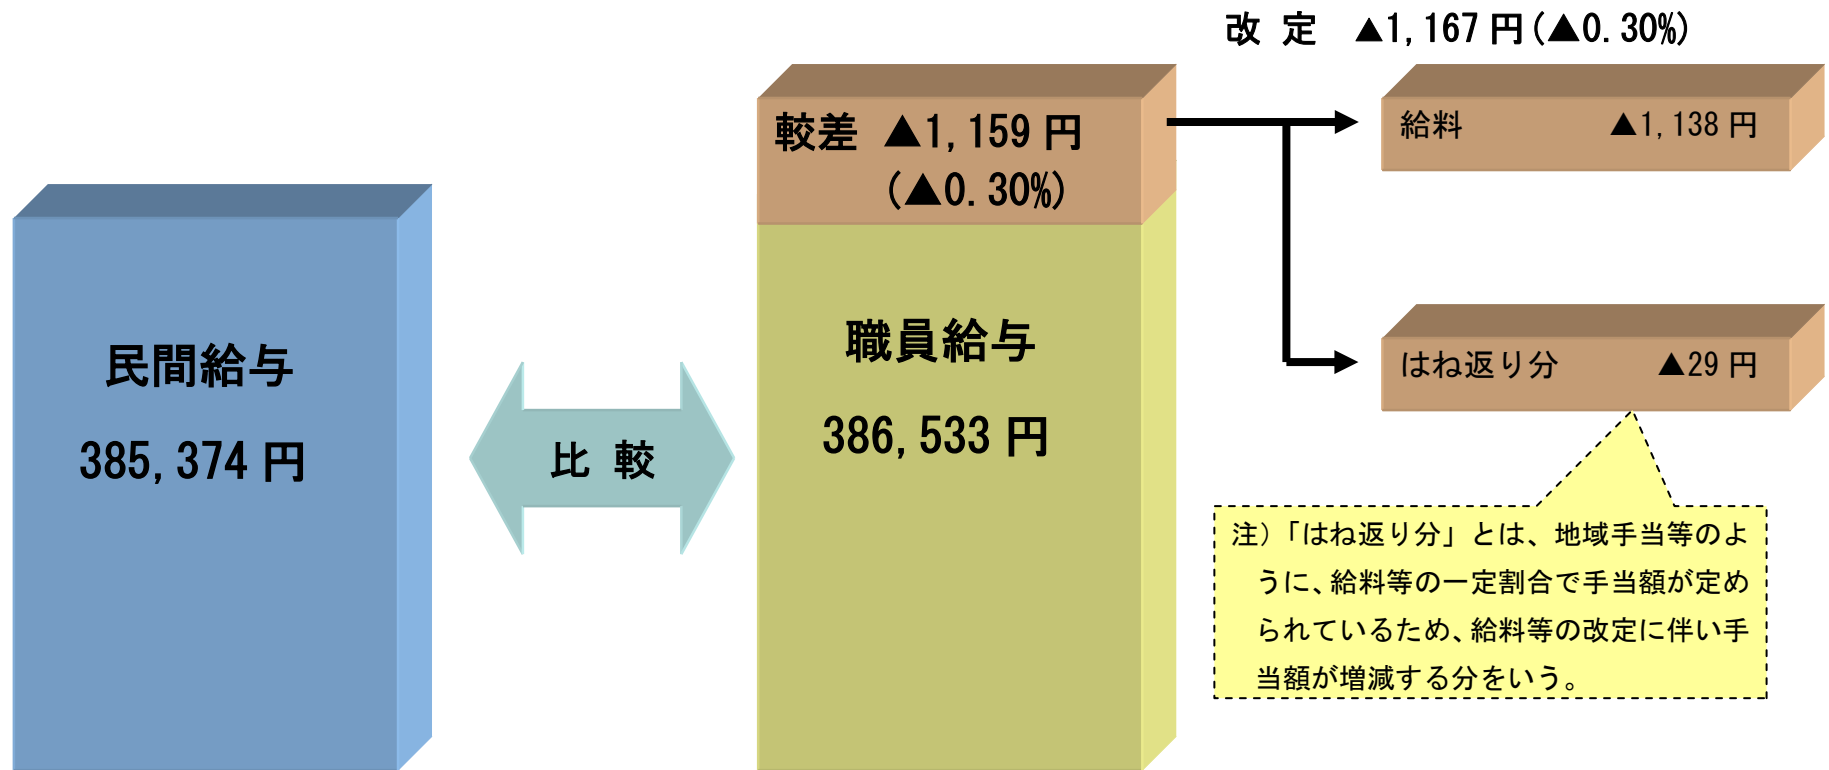 改 定 ▲1,167 円(▲0.30%)
較差 ▲1,159 円
(▲0.30%)
給料 ▲1,138 円
民間給与
385,374 円
比 較
職員給与
386,533 円
はね返り分 ▲29 円
注)「はね返り分」とは、地域手当等のよ
うに、給料等の一定割合で手当額が定め
られているため、給料等の改定に伴い手
当額が増減する分をいう。